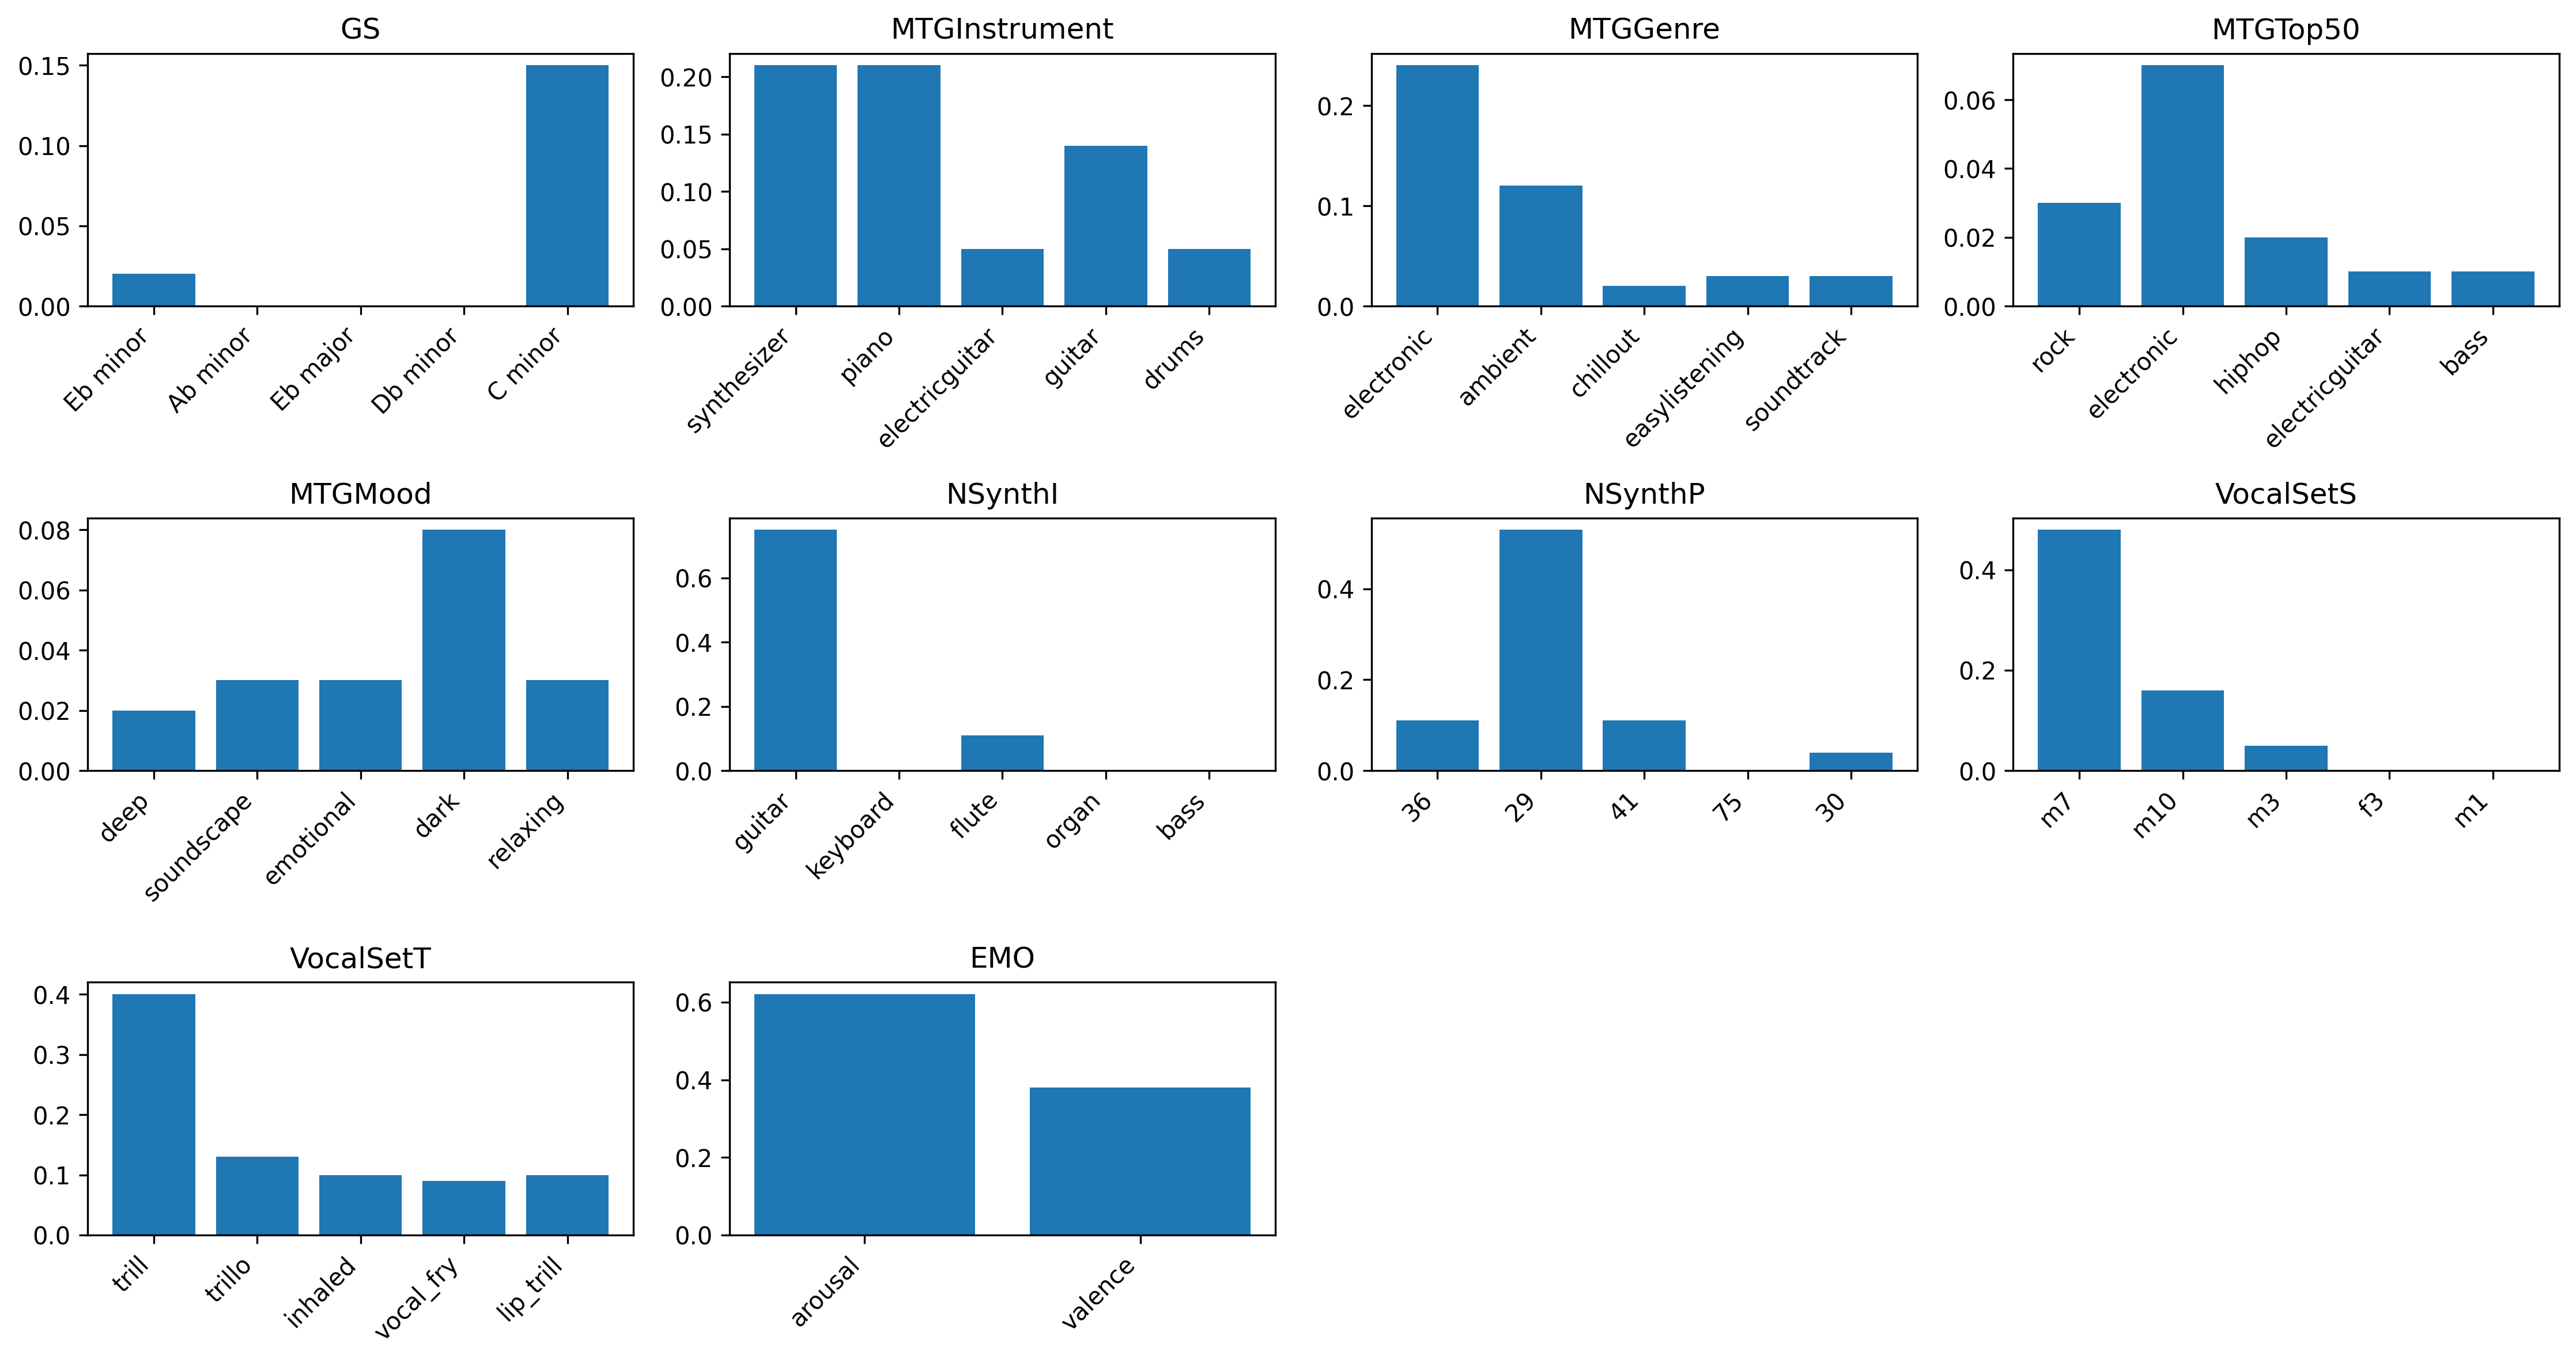 GS
0.15
0.10
0.05
0.00
Eb minor
Ab minor
Eb major
Db minor
C minor
MTGInstrument
0.20
0.15
0.10
0.05
0.00
synthesizer
piano
electricguitar
guitar
drums
MTGGenre
0.2
0.1
0.0
electronic
ambient
chillout
easylistening
soundtrack
MTGTop50
0.06
0.04
0.02
0.00
rock
electronic
hiphop
electricguitar
bass
MTGMood
0.08
0.06
0.04
0.02
0.00
deep
soundscape
emotional
dark
relaxing
NSynthI
0.6
0.4
0.2
0.0
guitar
keyboard
flute
organ
bass
NSynthP
0.4
0.2
0.0
36
29
41
75
30
VocalSetS
0.4
0.2
0.0
m7
m10
m3
f3
m1
VocalSetT
0.4
0.3
0.2
0.1
0.0
trill
trillo
inhaled
vocal_fry
lip_trill
EMO
0.6
0.4
0.2
0.0
arousal
valence